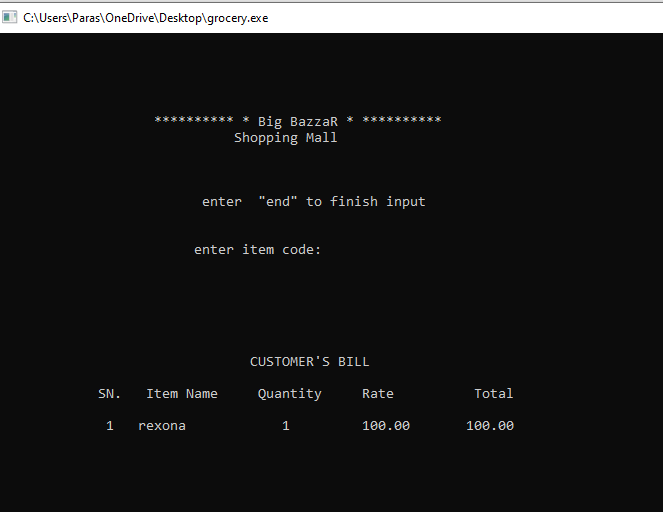 C:\Users\Paras\OneDrive\Desktop\grocery.exe
********** * Big BazzaR * **********
Shopping Mall
enter  "end" to finish input
enter item code:
CUSTOMER'S BILL
SN.   Item Name     Quantity     Rate          Total
1   rexona            1         100.00       100.00